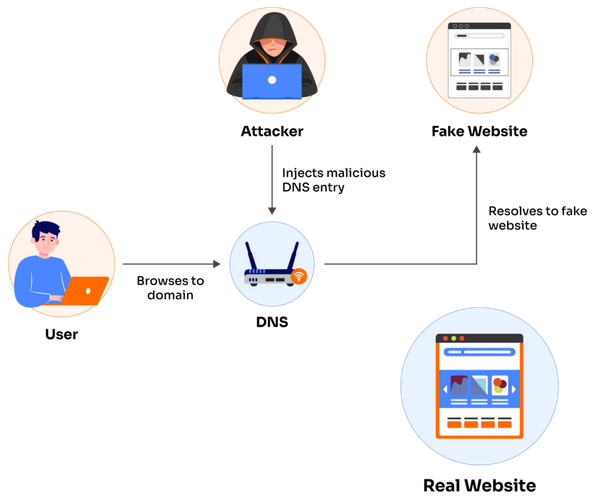 Attacker
Fake Website
Injects malicious
DNS entry
Resolves to fake
website
Browses to
domain
User
DNS
Real Website